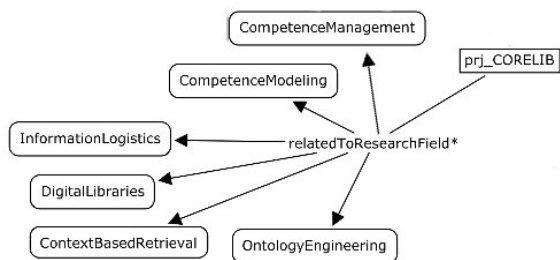 CompetenceManagement
prj_CORELIB
CompetenceModeling
InformationLogistics
relatedToResearchField*
DigitalLibraries
ContextBasedRetrieval
OntologyEngineering